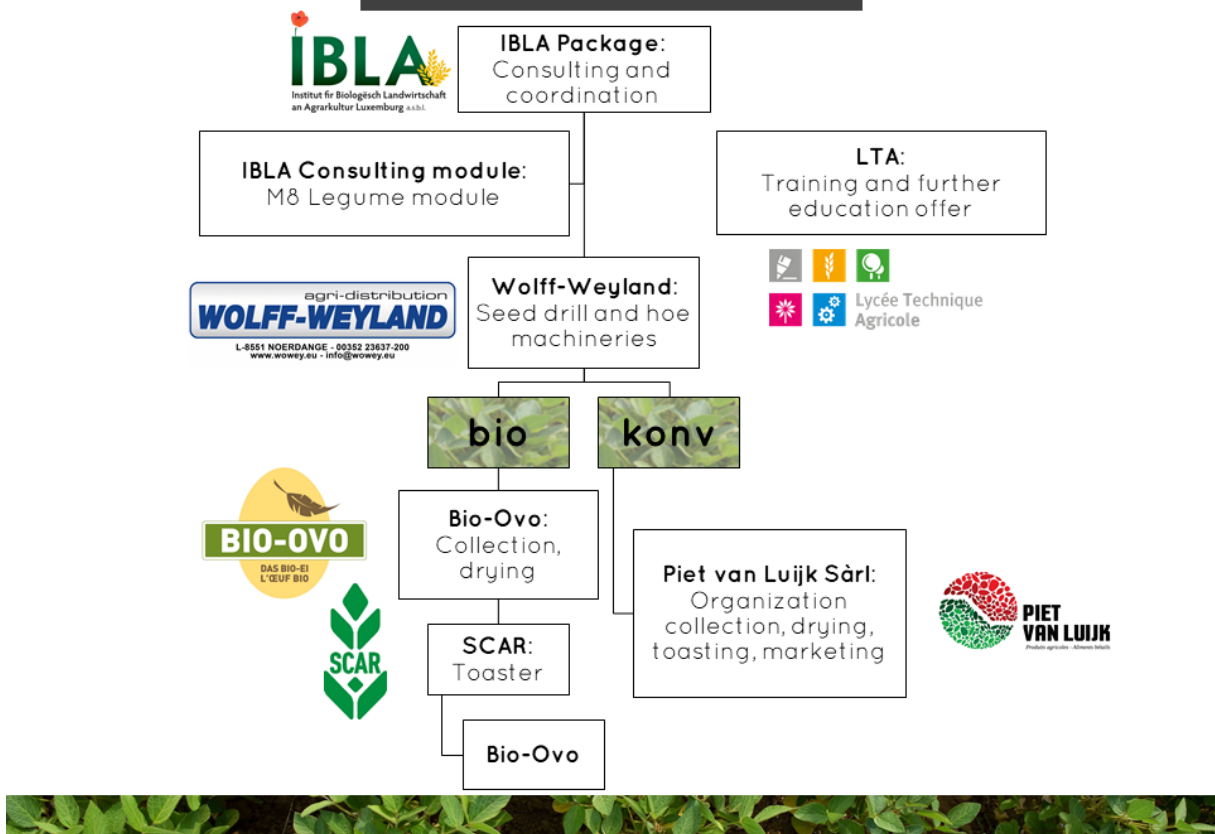 IBLA
Institut fir Biologësch Landwirtschaft
an Agrarkultur Luxemburg a.s.b.l.
IBLA Package:
Consulting and
coordination
IBLA Consulting module:
M8 Legume module
LTA:
Training and further
education offer
Lycée Technique
Agricole
agri-distribution
WOLFF-WEYLAND
L-8551 NOERDANGE - 00352 23637-200
www.wowey.eu - info@wowey.eu
Wolff-Weyland:
Seed drill and hoe
machineries
bio
konv
BIO-OVO
DAS BIO-EI
L'ŒUF BIO
Bio-Ovo:
Collection,
drying
SCAR
SCAR:
Toaster
Bio-Ovo
Piet van Luijk Sàrl:
Organization
collection, drying,
toasting, marketing
PIET
VAN LUIJK
Produits agricoles - Aliments bétails